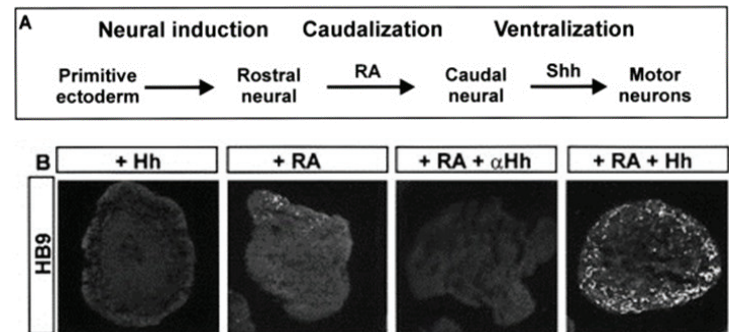 A
Neural induction Caudalization Ventralization
Primitive ectoderm Rostral neural RA Caudal neural Shh Motor neurons
B + Hh + RA + RA + αHh + RA + Hh
HB9